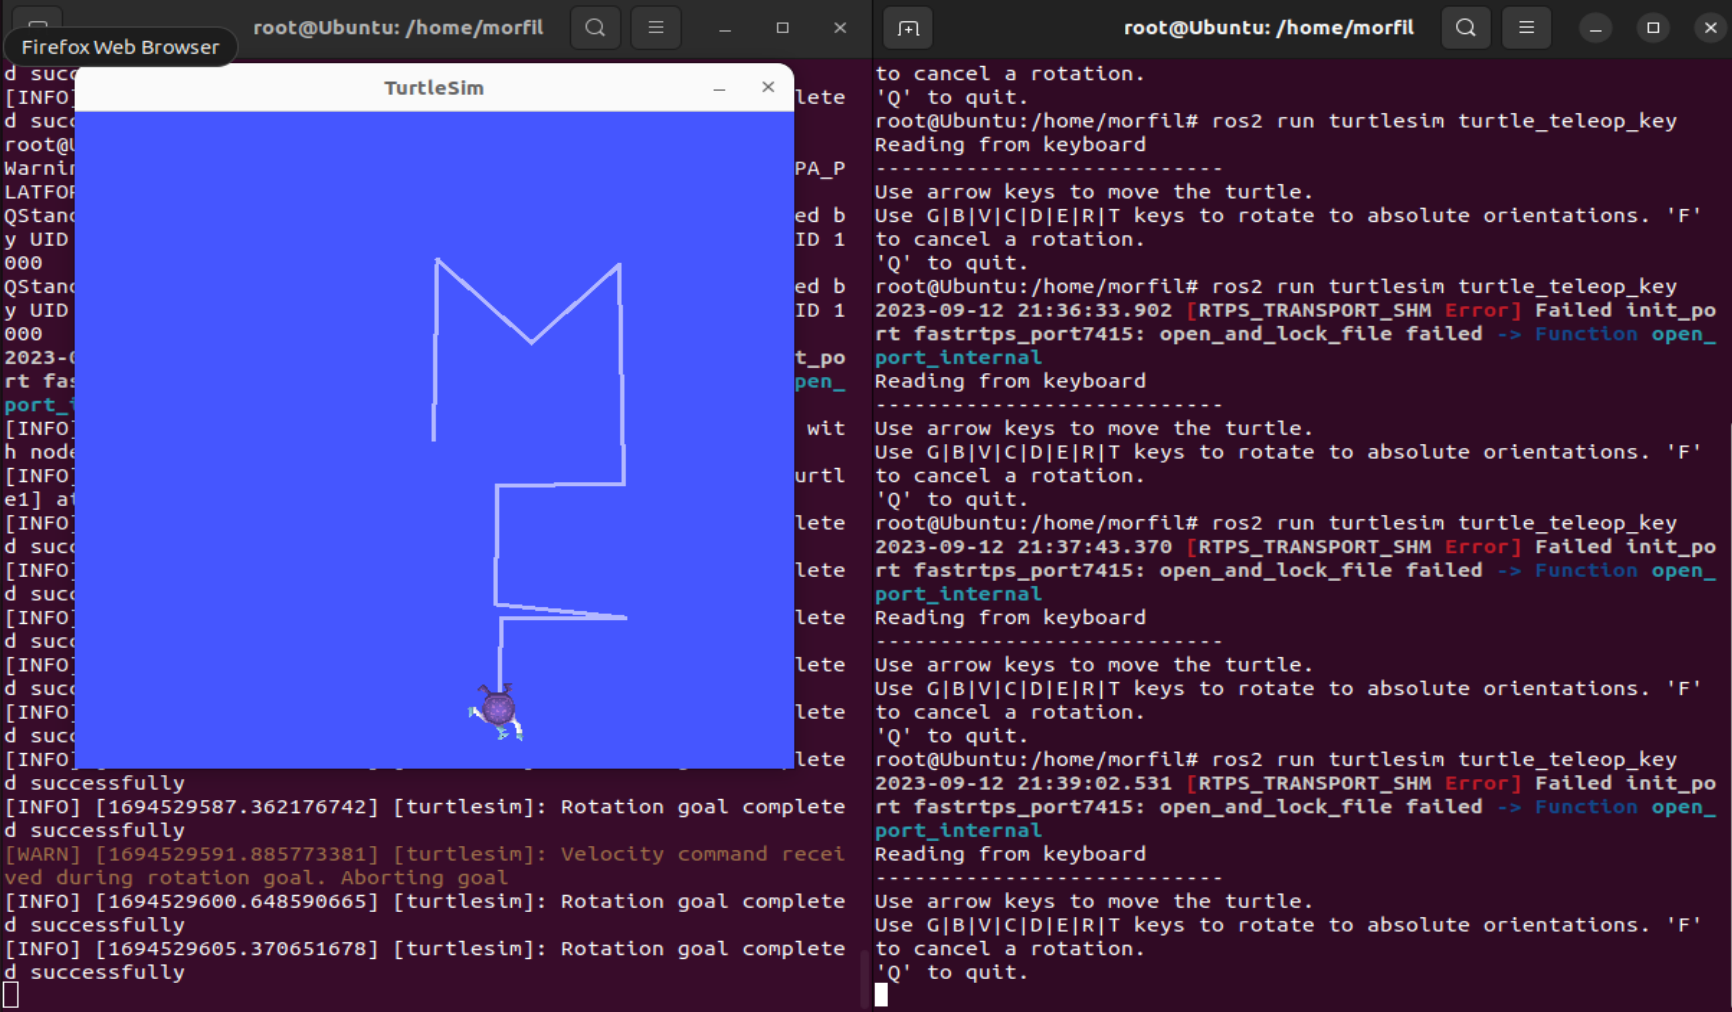 root@Ubuntu: /home/morfil
Firefox Web Browser
TurtleSim
d succ
[INFO] lete
d succ
root@U
Warnin PA_P
LATFOR
QStand ed b
y UID ID 1
000
QStand ed b
y UID ID 1
000
2023-0 t_po
rt fas pen_
port_i
[INFO] wit
h node
[INFO] urtl
e1] at
[INFO] lete
d succ
[INFO] lete
d succ
[INFO] lete
d succ
[INFO] lete
d succ
[INFO] lete
d succ
[INFO] lete
d successfully
[INFO] [1694529587.362176742] [turtlesim]: Rotation goal complete
d successfully
[WARN] [1694529591.885773381] [turtlesim]: Velocity command recei
ved during rotation goal. Aborting goal
[INFO] [1694529600.648590665] [turtlesim]: Rotation goal complete
d successfully
[INFO] [1694529605.370651678] [turtlesim]: Rotation goal complete
d successfully
root@Ubuntu: /home/morfil
to cancel a rotation.
'Q' to quit.
root@Ubuntu:/home/morfil# ros2 run turtlesim turtle_teleop_key
Reading from keyboard
---------------------------
Use arrow keys to move the turtle.
Use G|B|V|C|D|E|R|T keys to rotate to absolute orientations. 'F'
to cancel a rotation.
'Q' to quit.
root@Ubuntu:/home/morfil# ros2 run turtlesim turtle_teleop_key
2023-09-12 21:36:33.902 [RTPS_TRANSPORT_SHM Error] Failed init_po
rt fastrtps_port7415: open_and_lock_file failed -> Function open_
port_internal
Reading from keyboard
---------------------------
Use arrow keys to move the turtle.
Use G|B|V|C|D|E|R|T keys to rotate to absolute orientations. 'F'
to cancel a rotation.
'Q' to quit.
root@Ubuntu:/home/morfil# ros2 run turtlesim turtle_teleop_key
2023-09-12 21:37:43.370 [RTPS_TRANSPORT_SHM Error] Failed init_po
rt fastrtps_port7415: open_and_lock_file failed -> Function open_
port_internal
Reading from keyboard
---------------------------
Use arrow keys to move the turtle.
Use G|B|V|C|D|E|R|T keys to rotate to absolute orientations. 'F'
to cancel a rotation.
'Q' to quit.
root@Ubuntu:/home/morfil# ros2 run turtlesim turtle_teleop_key
2023-09-12 21:39:02.531 [RTPS_TRANSPORT_SHM Error] Failed init_po
rt fastrtps_port7415: open_and_lock_file failed -> Function open_
port_internal
Reading from keyboard
---------------------------
Use arrow keys to move the turtle.
Use G|B|V|C|D|E|R|T keys to rotate to absolute orientations. 'F'
to cancel a rotation.
'Q' to quit.